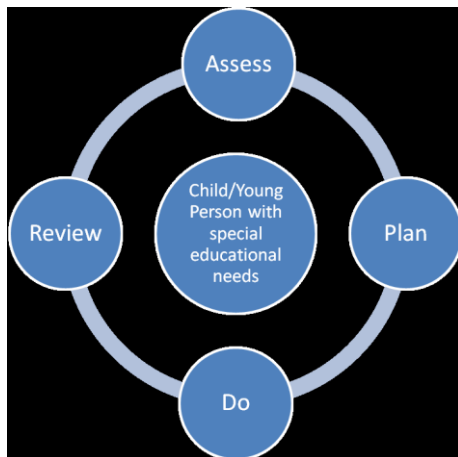 Assess
Child/Young
Person with
special
educational
needs
Review
Plan
Do